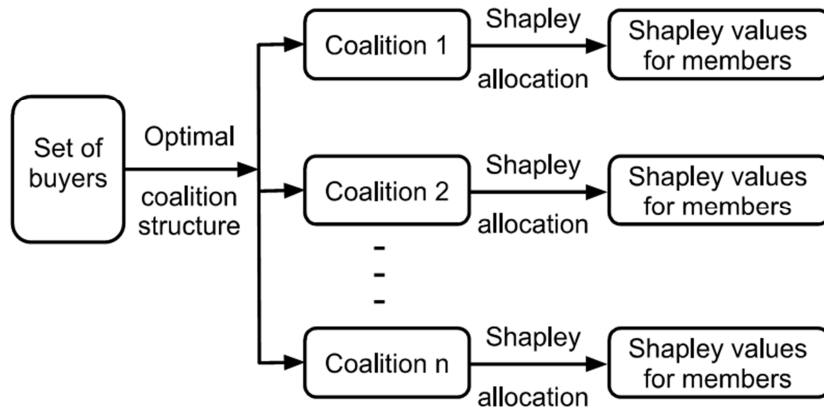 Set of
buyers
Optimal
coalition
structure
Coalition 1
Shapley
allocation
Shapley values
for members
Coalition 2
Shapley
allocation
Shapley values
for members
Coalition n
Shapley
allocation
Shapley values
for members